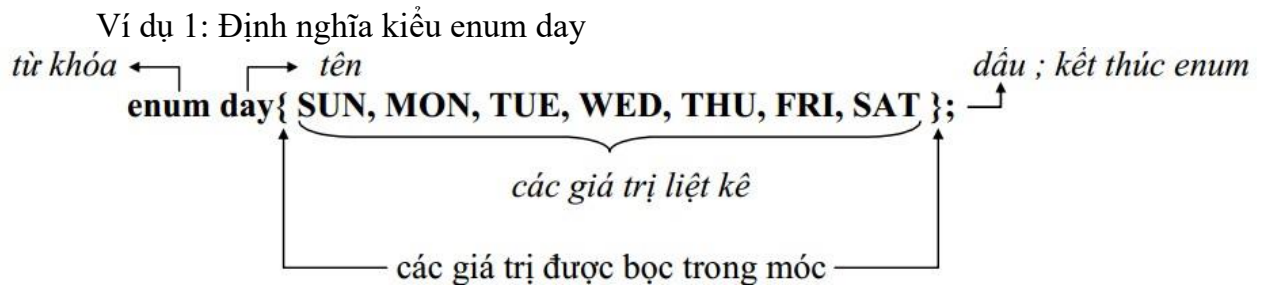 Ví dụ 1: Định nghĩa kiểu enum day
từ khóa tên dấu ; kết thúc enum
enum day{ SUN, MON, TUE, WED, THU, FRI, SAT };
các giá trị liệt kê
các giá trị được bọc trong móc